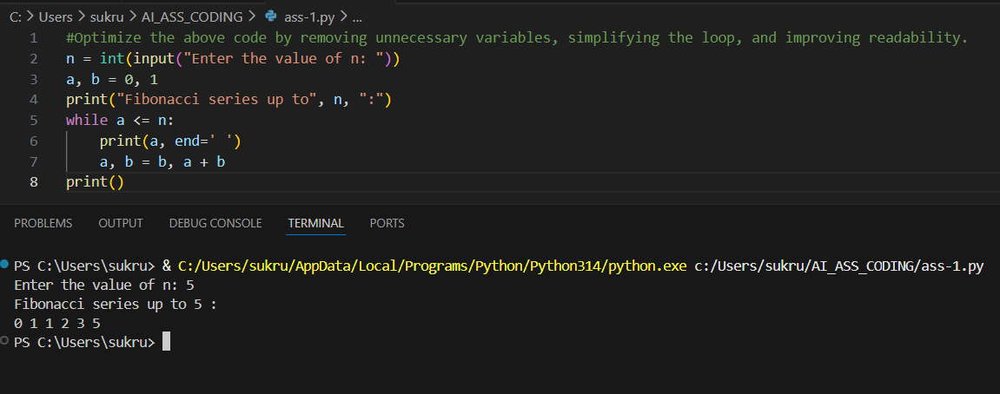 C: > Users > sukru > AI_ASS_CODING > ass-1.py > ...
1 #Optimize the above code by removing unnecessary variables, simplifying the loop, and improving readability.
2 n = int(input("Enter the value of n: "))
3 a, b = 0, 1
4 print("Fibonacci series up to", n, ":")
5 while a <= n:
6     print(a, end=' ')
7     a, b = b, a + b
8 print()
PROBLEMS OUTPUT DEBUG CONSOLE TERMINAL PORTS
PS C:\Users\sukru> & C:/Users/sukru/AppData/Local/Programs/Python/Python314/python.exe c:/Users/sukru/AI_ASS_CODING/ass-1.py
Enter the value of n: 5
Fibonacci series up to 5 :
0 1 1 2 3 5
PS C:\Users\sukru>